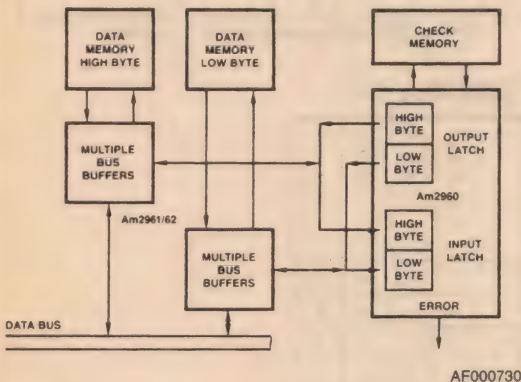 DATA
MEMORY
HIGH BYTE
DATA
MEMORY
LOW BYTE
CHECK
MEMORY
MULTIPLE
BUS
BUFFERS
Am2961/62
MULTIPLE
BUS
BUFFERS
HIGH
BYTE
LOW
BYTE
OUTPUT
LATCH
Am2960
HIGH
BYTE
LOW
BYTE
INPUT
LATCH
ERROR
DATA BUS
AF000730